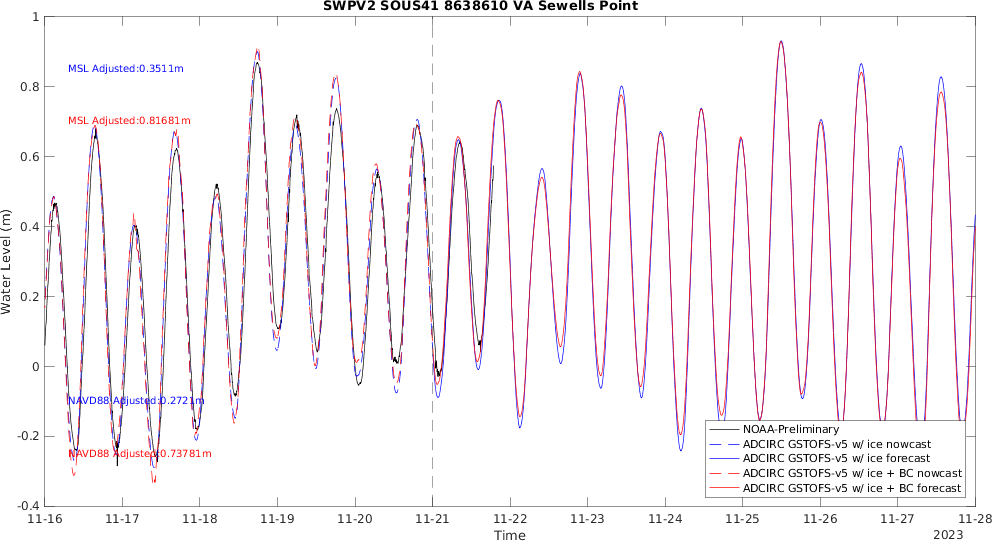 SWPV2 SOUS41 8638610 VA Sewells Point
Water Level (m)
1
0.8
0.6
0.4
0.2
0
-0.2
-0.4
MSL Adjusted:0.3511m
MSL Adjusted:0.81681m
NAVD88 Adjusted:0.2721m
NAVD88 Adjusted:0.73781m
NOAA-Preliminary
ADCIRC GSTOFS-v5 w/ ice nowcast
ADCIRC GSTOFS-v5 w/ ice forecast
ADCIRC GSTOFS-v5 w/ ice + BC nowcast
ADCIRC GSTOFS-v5 w/ ice + BC forecast
11-16 11-17 11-18 11-19 11-20 11-21 11-22 11-23 11-24 11-25 11-26 11-27 11-28
Time
2023